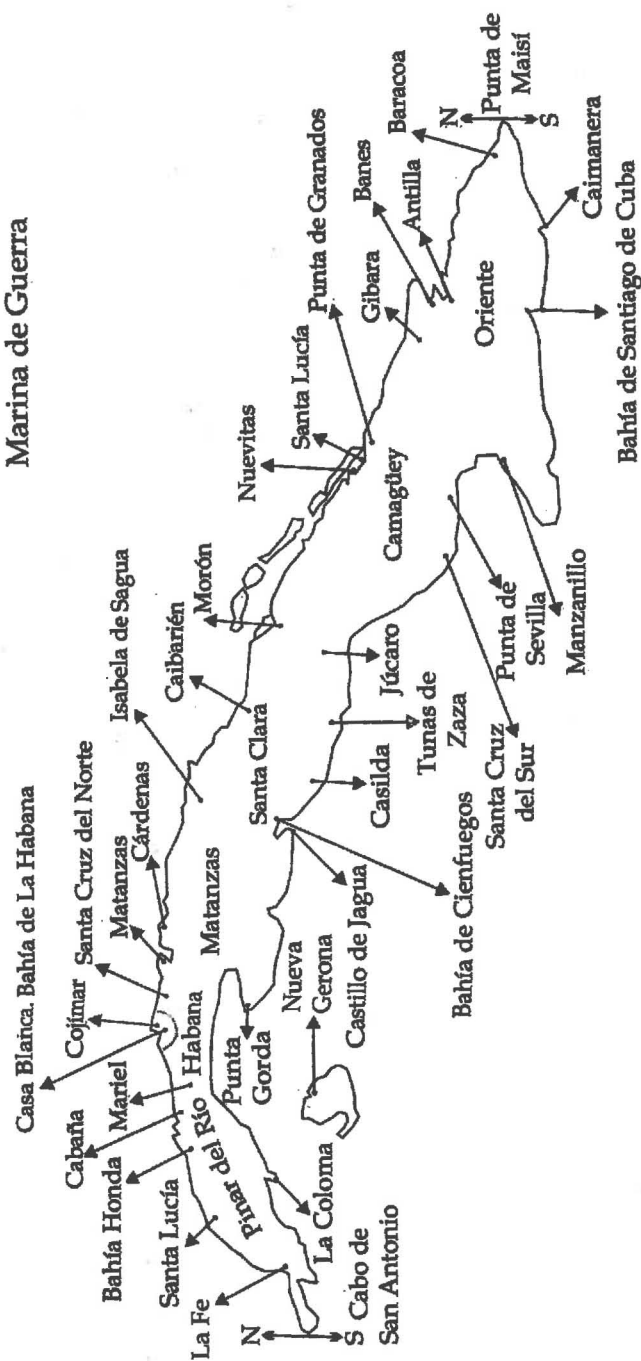 Marina de Guerra
Casa Blanca. Bahía de La Habana
Cojímar
Santa Cruz del Norte
Matanzas
Cárdenas
Isabela de Sagua
Caibarién
Morón
Nuevitas
Santa Lucía
Punta de Granados
Gibara
Banes
Antilla
Baracoa
N
Punta de
Maisí
S
Mariel
Cabaña
Bahía Honda
Santa Lucía
La Fe
N
S
Cabo de
San Antonio
Pinar del Río
Habana
Matanzas
Santa Clara
Camagüey
Oriente
La Coloma
Punta
Gorda
Nueva
Gerona
Castillo de Jagua
Bahía de Cienfuegos
Casilda
Tunas de
Zaza
Júcaro
Santa Cruz
del Sur
Punta de
Sevilla
Manzanillo
Bahía de Santiago de Cuba
Caimanera